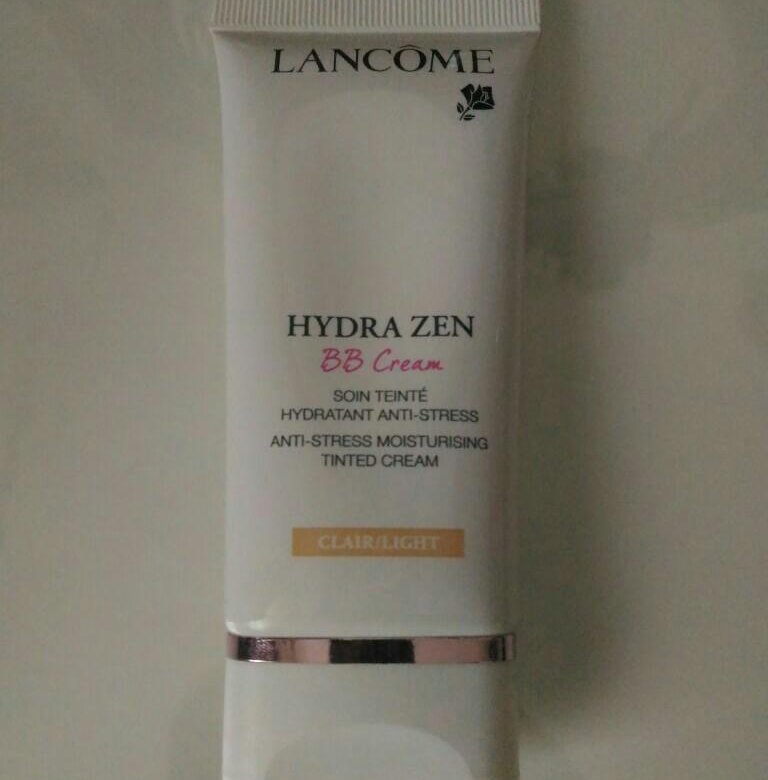 LANCÔME
HYDRA ZEN
BB Cream
SOIN TEINTÉ
HYDRATANT ANTI-STRESS
ANTI-STRESS MOISTURISING
TINTED CREAM
CLAIR/LIGHT